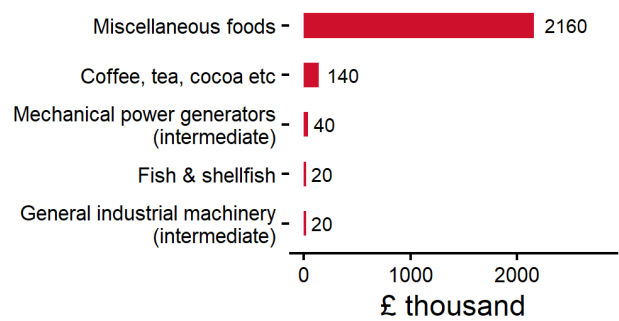 Miscellaneous foods
2160
Coffee, tea, cocoa etc
140
Mechanical power generators
(intermediate)
40
Fish & shellfish
20
General industrial machinery
(intermediate)
20
0
1000
2000
£ thousand